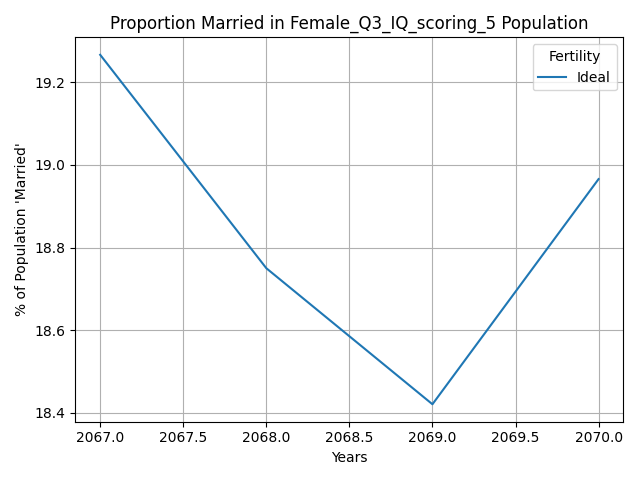 Proportion Married in Female_Q3_IQ_scoring_5 Population
Fertility
Ideal
% of Population 'Married'
19.2
19.0
18.8
18.6
18.4
2067.0 2067.5 2068.0 2068.5 2069.0 2069.5 2070.0
Years